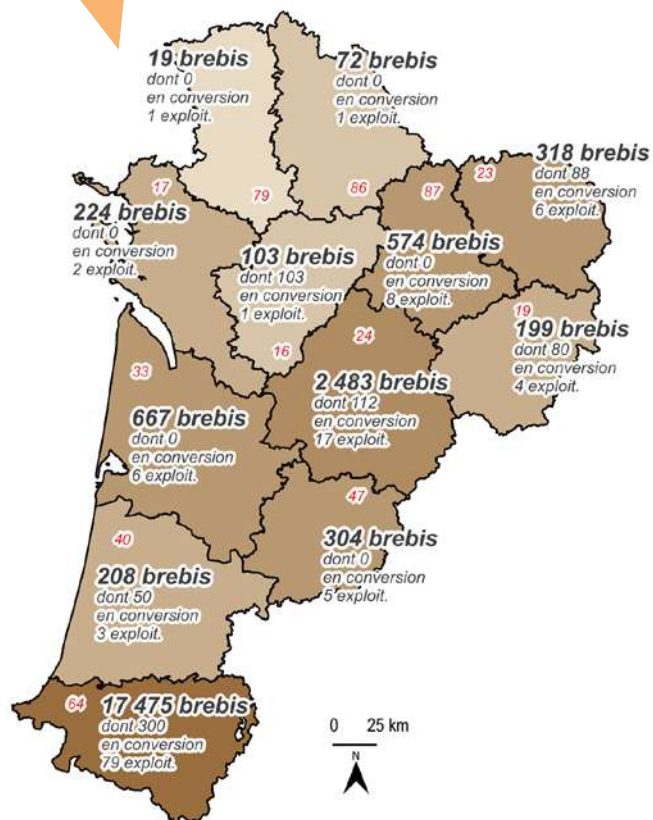 19 brebis
dont 0
en conversion
1 exploit.
79
72 brebis
dont 0
en conversion
1 exploit.
86
318 brebis
dont 88
en conversion
6 exploit.
23
17
224 brebis
dont 0
en conversion
2 exploit.
103 brebis
dont 103
en conversion
1 exploit.
16
87
574 brebis
dont 0
en conversion
8 exploit.
19
199 brebis
dont 80
en conversion
4 exploit.
24
2 483 brebis
dont 112
en conversion
17 exploit.
33
667 brebis
dont 0
en conversion
6 exploit.
47
304 brebis
dont 0
en conversion
5 exploit.
40
208 brebis
dont 50
en conversion
3 exploit.
64
17 475 brebis
dont 300
en conversion
79 exploit.
0 25 km
N